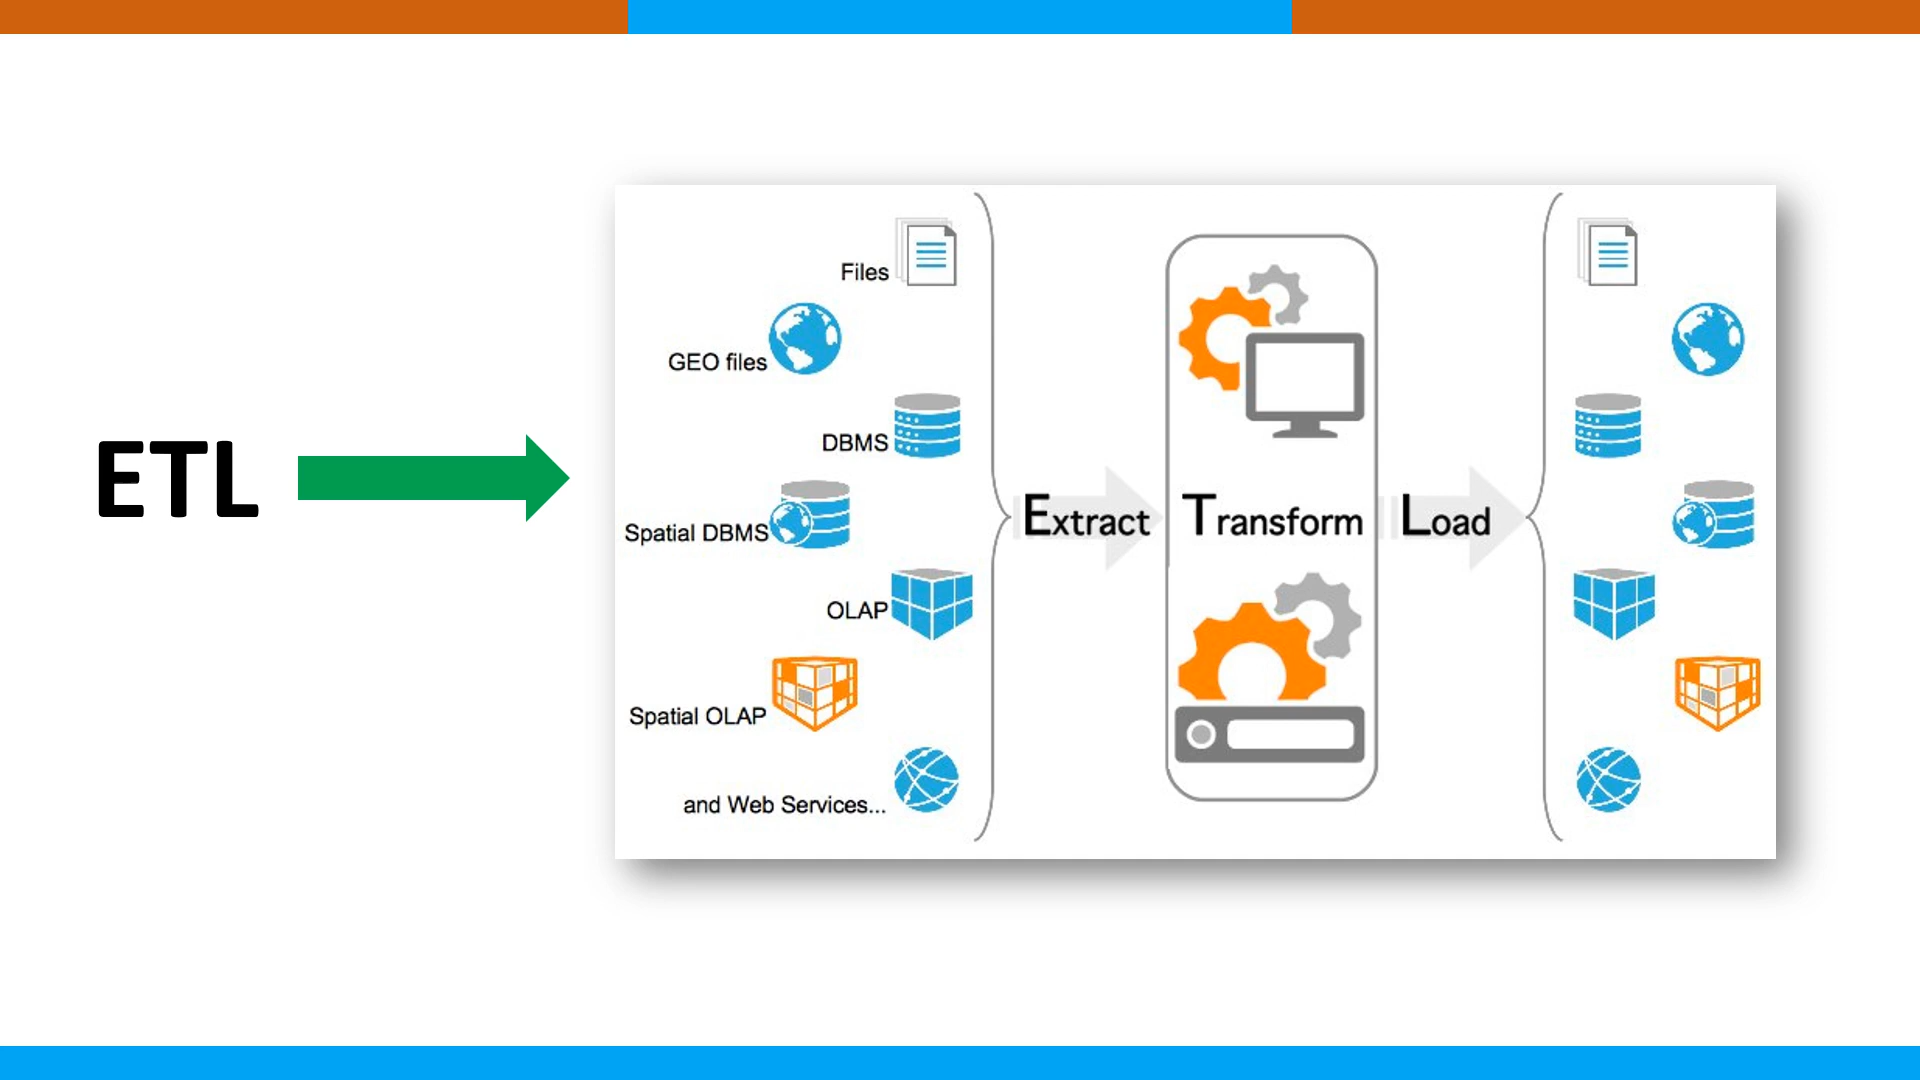 ETL
Files
GEO files
DBMS
Spatial DBMS
OLAP
Spatial OLAP
and Web Services...
Extract
Transform
Load